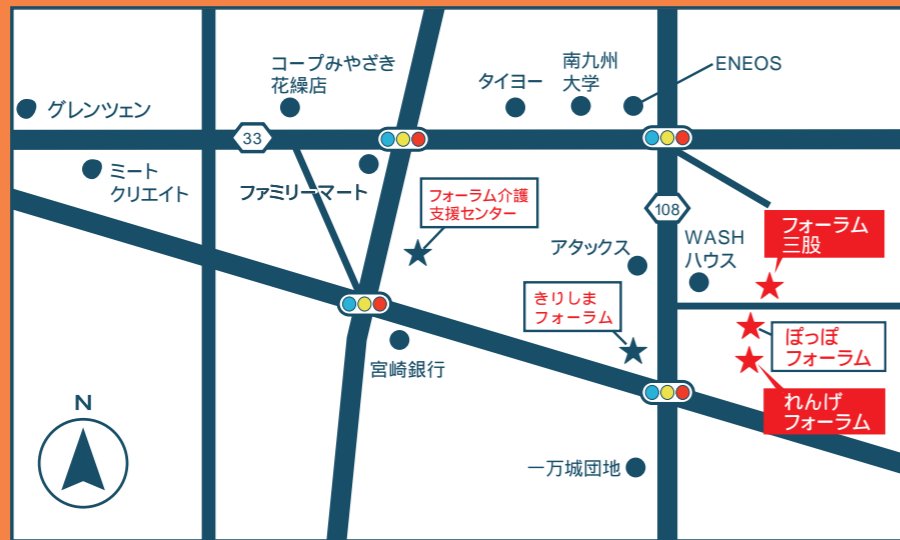 コープみやざき
花繰店
タイヨー
南九州
大学
ENEOS
グレンツェン
33
ミート
クリエイト
ファミリーマート
フォーラム介護
支援センター
108
アタックス
WASH
ハウス
フォーラム
三股
きりしま
フォーラム
ぽっぽ
フォーラム
宮崎銀行
れんげ
フォーラム
N
一万城団地